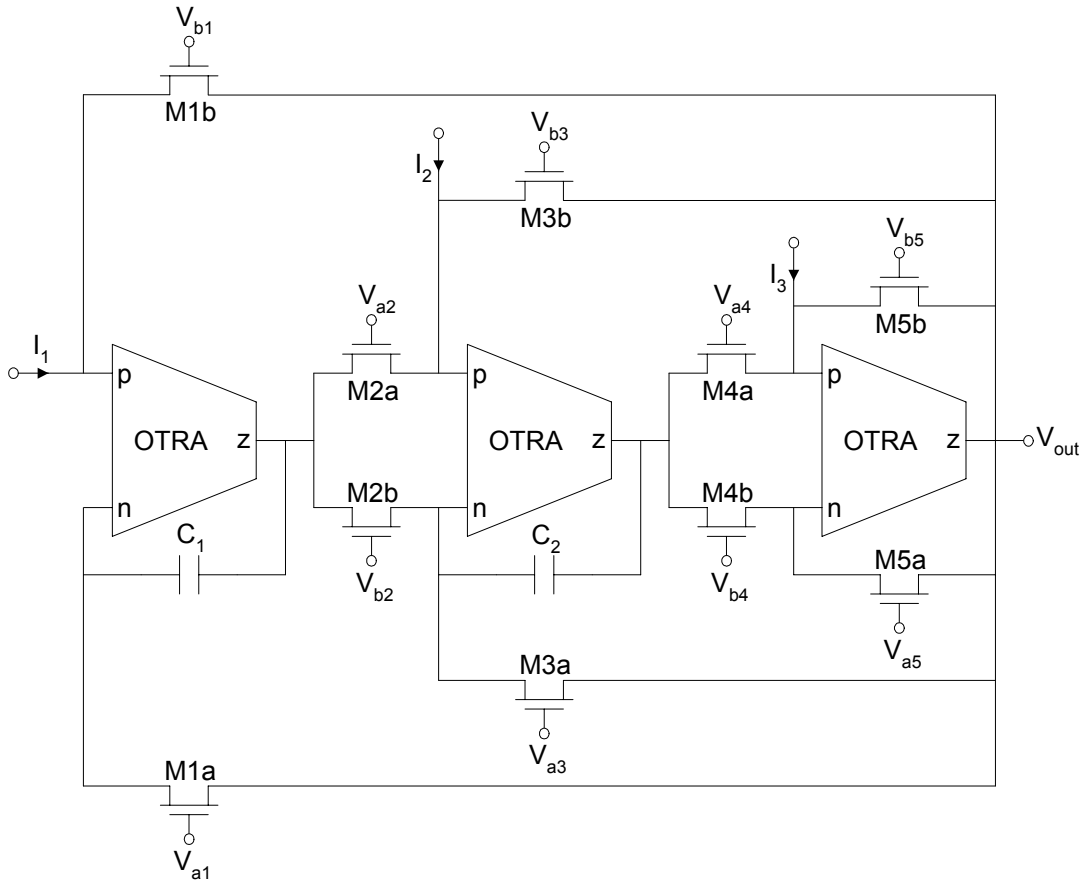 Vb1
M1b
Vb3
I2
M3b
Vb5
I3
M5b
Va2
Va4
I1
M2a
M4a
p
p
p
OTRA
z
OTRA
z
OTRA
z
Vout
M2b
M4b
n
n
n
C1
C2
M5a
Vb2
Vb4
Va5
M3a
Va3
M1a
Va1